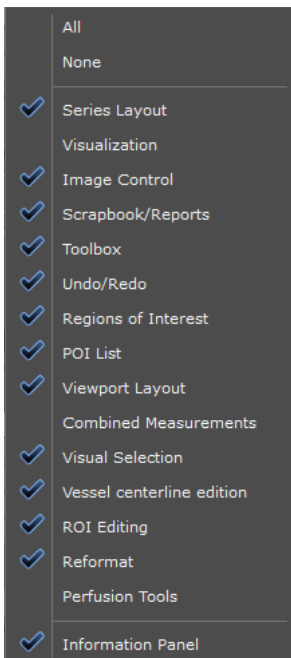 All
None
Series Layout
Visualization
Image Control
Scrapbook/Reports
Toolbox
Undo/Redo
Regions of Interest
POI List
Viewport Layout
Combined Measurements
Visual Selection
Vessel centerline edition
ROI Editing
Reformat
Perfusion Tools
Information Panel